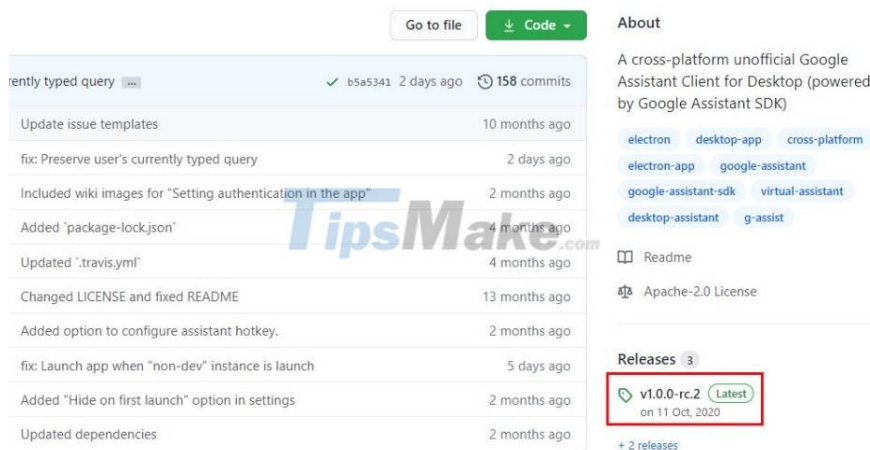 Go to file
Code
About
A cross-platform unofficial Google
Assistant Client for Desktop (powered
by Google Assistant SDK)
electron desktop-app cross-platform
electron-app google-assistant
google-assistant-sdk virtual-assistant
desktop-assistant g-assist
Readme
Apache-2.0 License
Releases 3
v1.0.0-rc.2 Latest
on 11 Oct, 2020
+ 2 releases
rently typed query ... b5a5341 2 days ago 158 commits
Update issue templates 10 months ago
fix: Preserve user's currently typed query 2 days ago
Included wiki images for "Setting authentication in the app" 2 months ago
Added `package-lock.json` 4 months ago
Updated `.travis.yml` 4 months ago
Changed LICENSE and fixed README 13 months ago
Added option to configure assistant hotkey. 2 months ago
fix: Launch app when "non-dev" instance is launch 5 days ago
Added "Hide on first launch" option in settings 2 months ago
Updated dependencies 2 months ago
TipsMake.com